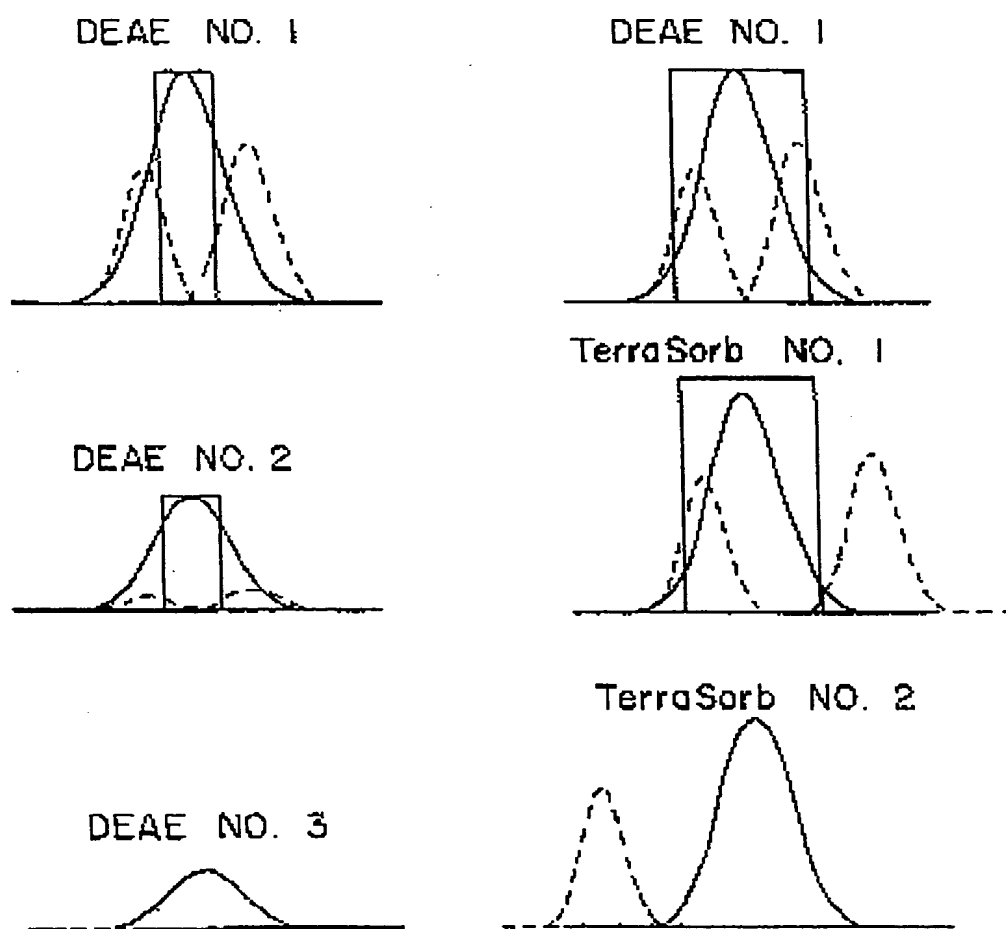 DEAE NO. 1
DEAE NO. 1
TerraSorb NO. 1
DEAE NO. 2
TerraSorb NO. 2
DEAE NO. 3